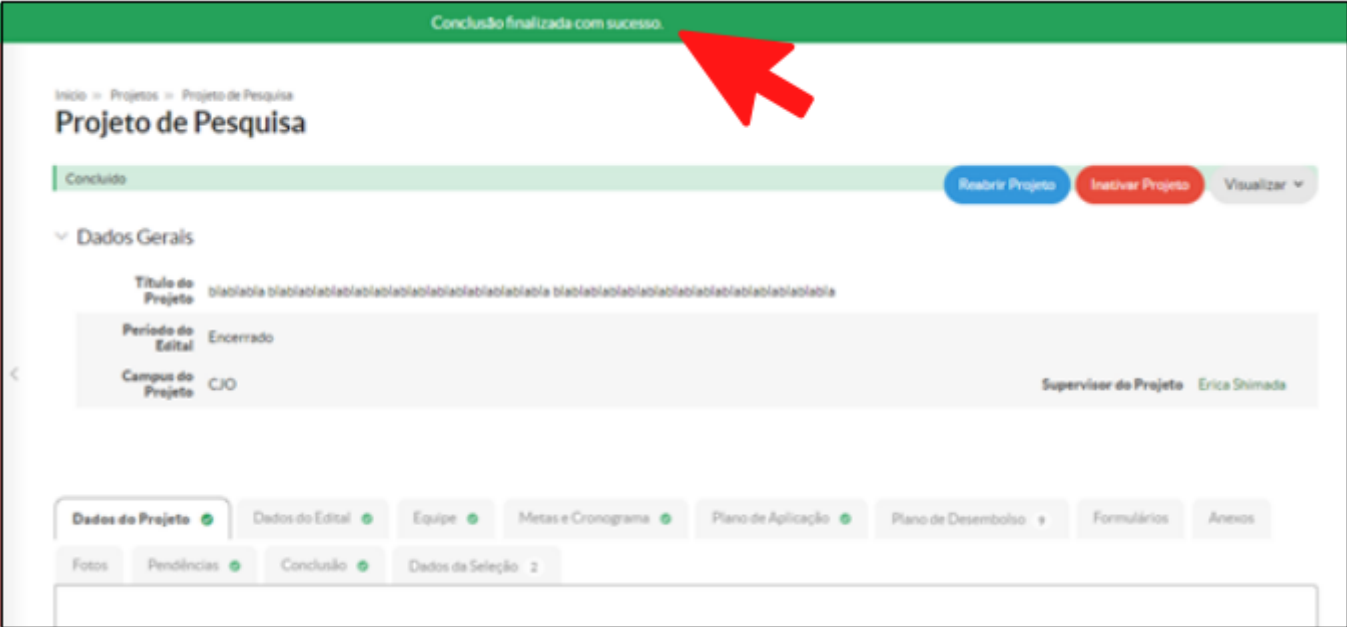 Conclusão finalizada com sucesso.
Início » Projetos » Projeto de Pesquisa
Projeto de Pesquisa
Concluído
Reabrir Projeto Inativar Projeto Visualizar
Dados Gerais
Título do Projeto
blablabla blablablablablablablablablablablablablabla blablablablablablablablablablablablablabla
Período do Edital
Encerrado
Campus do Projeto
CJO
Supervisor do Projeto Erica Shimada
Dados do Projeto Dados do Edital Equipe Metas e Cronograma Plano de Aplicação Plano de Desembolso 9 Formulários Anexos
Fotos Pendências Conclusão Dados da Seleção 2